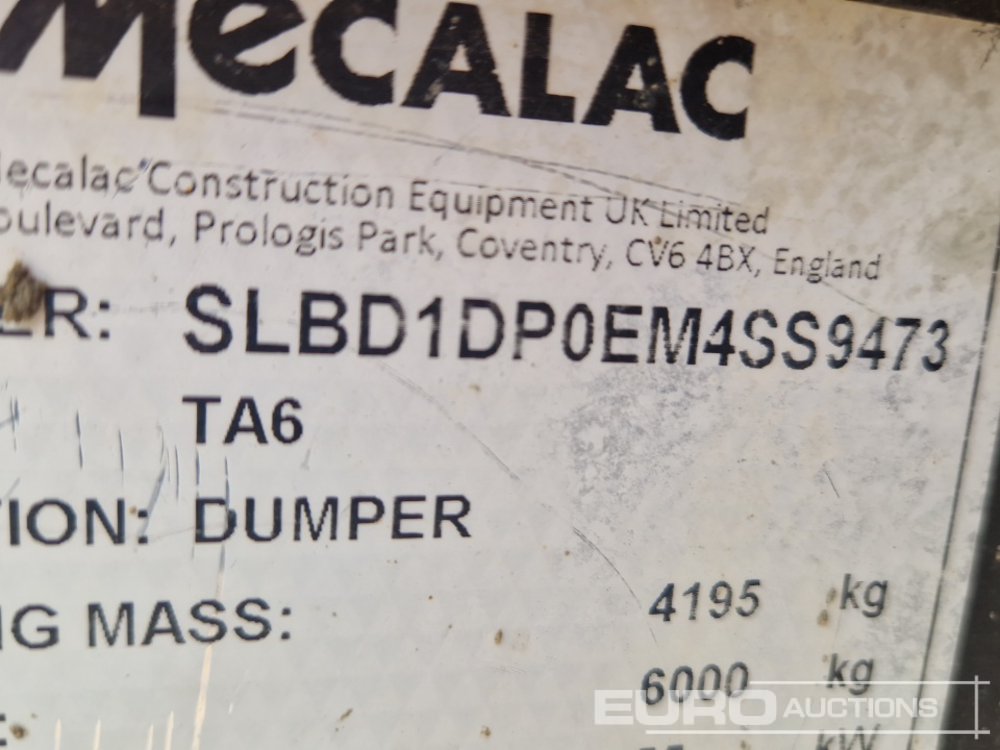 MECALAC
Mecalac Construction Equipment UK Limited
oulevard, Prologis Park, Coventry, CV6 4BX, England
ER: SLBD1DP0EM4SS9473
TA6
TION: DUMPER
NG MASS: 4195 kg
6000 kg
kW
EURO AUCTIONS